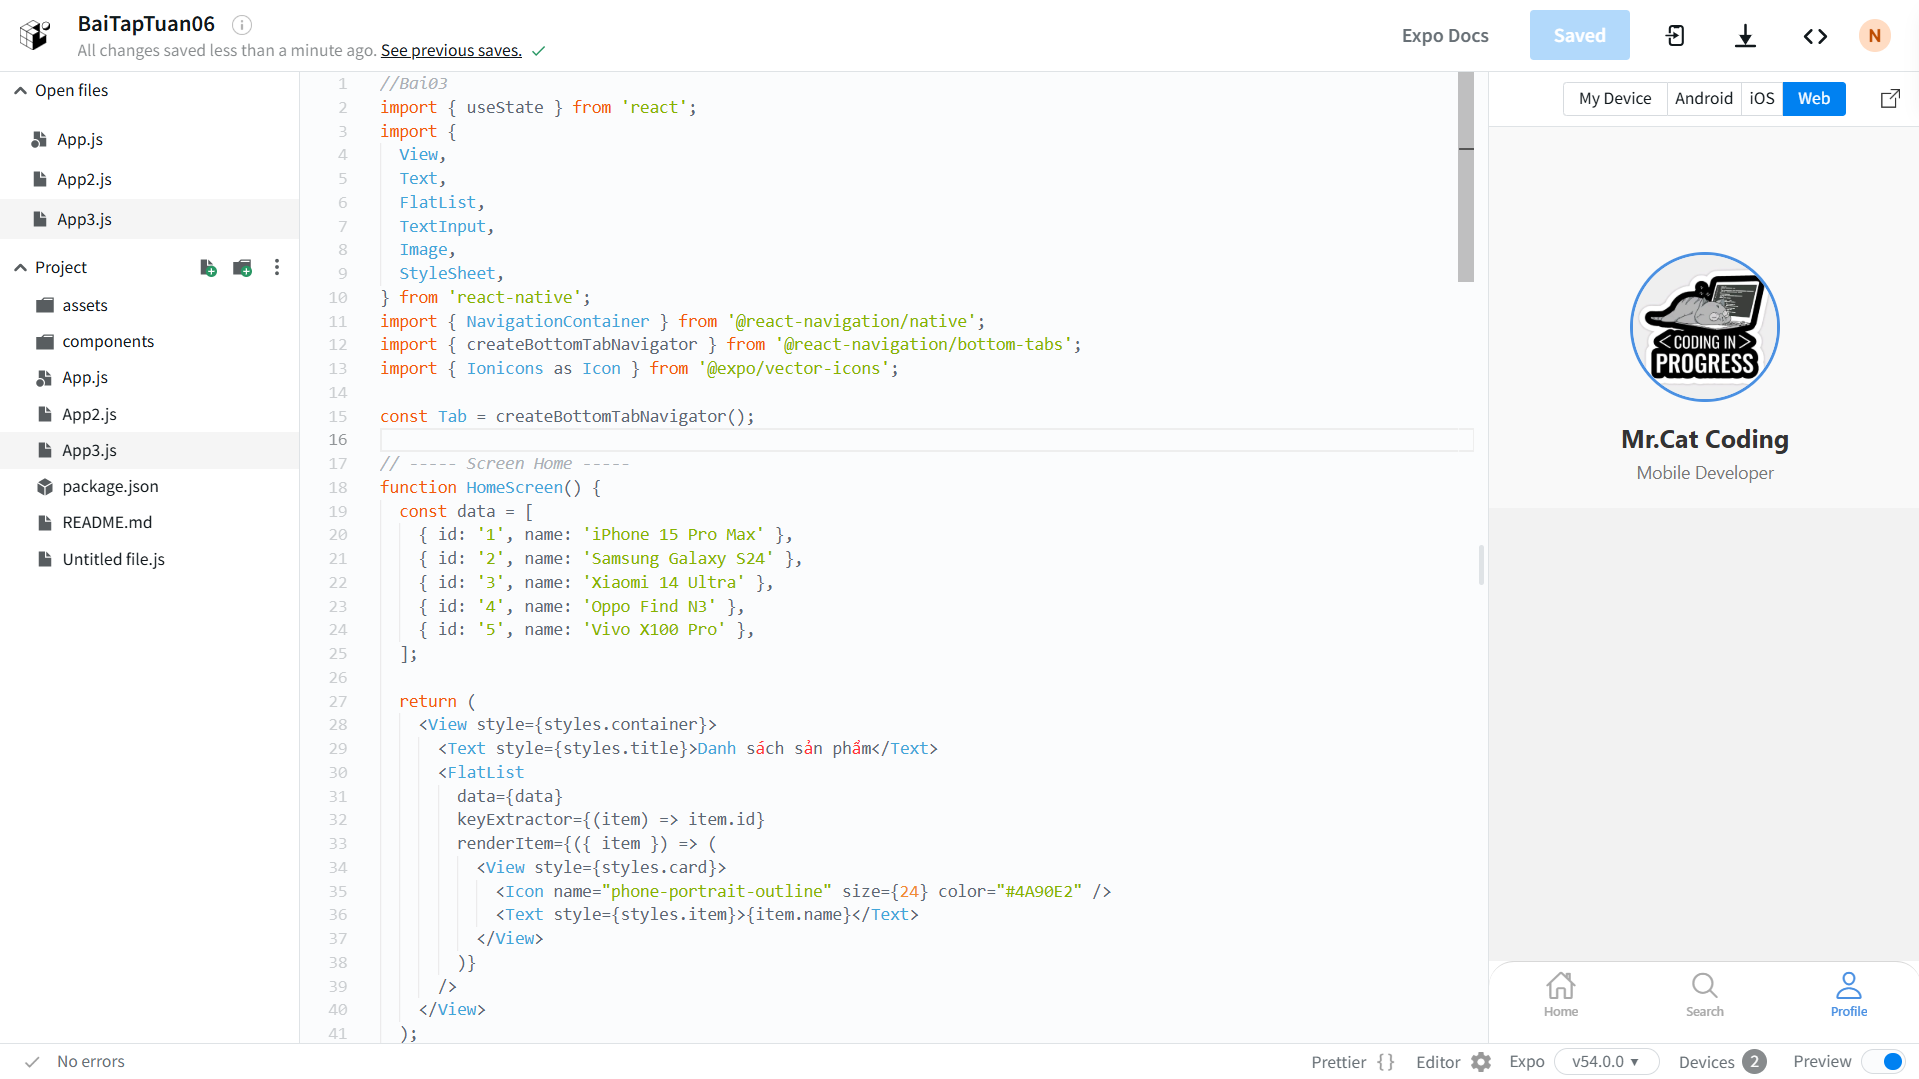 BaiTapTuan06
All changes saved less than a minute ago. See previous saves.
Expo Docs
Saved
N
Open files
App.js
App2.js
App3.js
Project
assets
components
App.js
App2.js
App3.js
package.json
README.md
Untitled file.js
1 //Bai03
2 import { useState } from 'react';
3 import {
4 View,
5 Text,
6 FlatList,
7 TextInput,
8 Image,
9 StyleSheet,
10 } from 'react-native';
11 import { NavigationContainer } from '@react-navigation/native';
12 import { createBottomTabNavigator } from '@react-navigation/bottom-tabs';
13 import { Ionicons as Icon } from '@expo/vector-icons';
14
15 const Tab = createBottomTabNavigator();
16
17 // ----- Screen Home -----
18 function HomeScreen() {
19 const data = [
20 { id: '1', name: 'iPhone 15 Pro Max' },
21 { id: '2', name: 'Samsung Galaxy S24' },
22 { id: '3', name: 'Xiaomi 14 Ultra' },
23 { id: '4', name: 'Oppo Find N3' },
24 { id: '5', name: 'Vivo X100 Pro' },
25 ];
26
27 return (
28 <View style={styles.container}>
29 <Text style={styles.title}>Danh sách sản phẩm</Text>
30 <FlatList
31 data={data}
32 keyExtractor={(item) => item.id}
33 renderItem={({ item }) => (
34 <View style={styles.card}>
35 <Icon name="phone-portrait-outline" size={24} color="#4A90E2" />
36 <Text style={styles.item}>{item.name}</Text>
37 </View>
38 )}
39 />
40 </View>
41 );
My Device
Android
iOS
Web
<CODING IN>
PROGRESS
Mr.Cat Coding
Mobile Developer
Home
Search
Profile
No errors
Prettier {}
Editor
Expo
v54.0.0
Devices 2
Preview